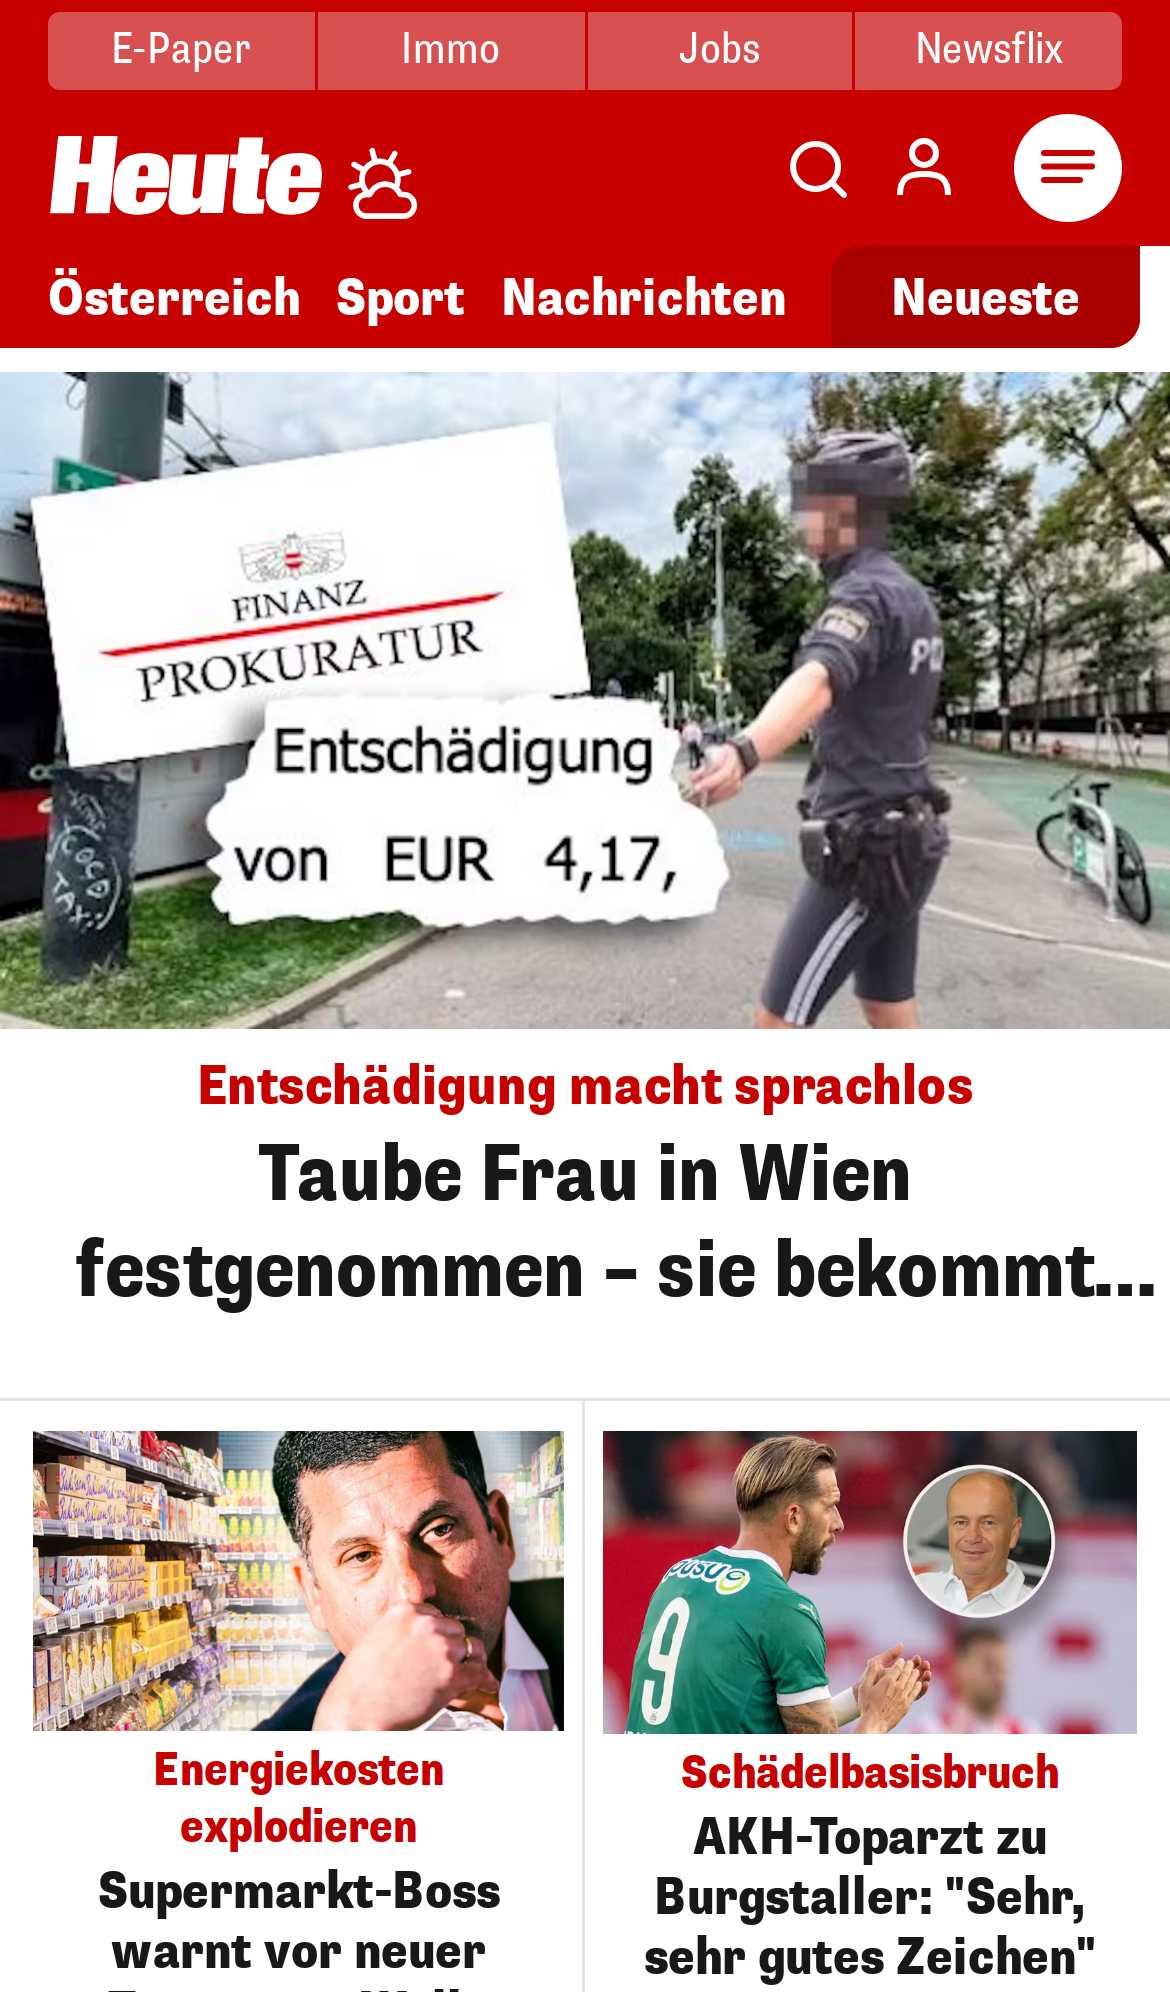 E-Paper
Immo
Jobs
Newsflix
Heute
Österreich
Sport
Nachrichten
Neueste
FINANZ
PROKURATUR
Entschädigung
von EUR 4,17,
Entschädigung macht sprachlos
Taube Frau in Wien
festgenommen – sie bekommt...
Energiekosten
explodieren
Supermarkt-Boss
warnt vor neuer
9
Schädelbasisbruch
AKH-Toparzt zu
Burgstaller: "Sehr,
sehr gutes Zeichen"